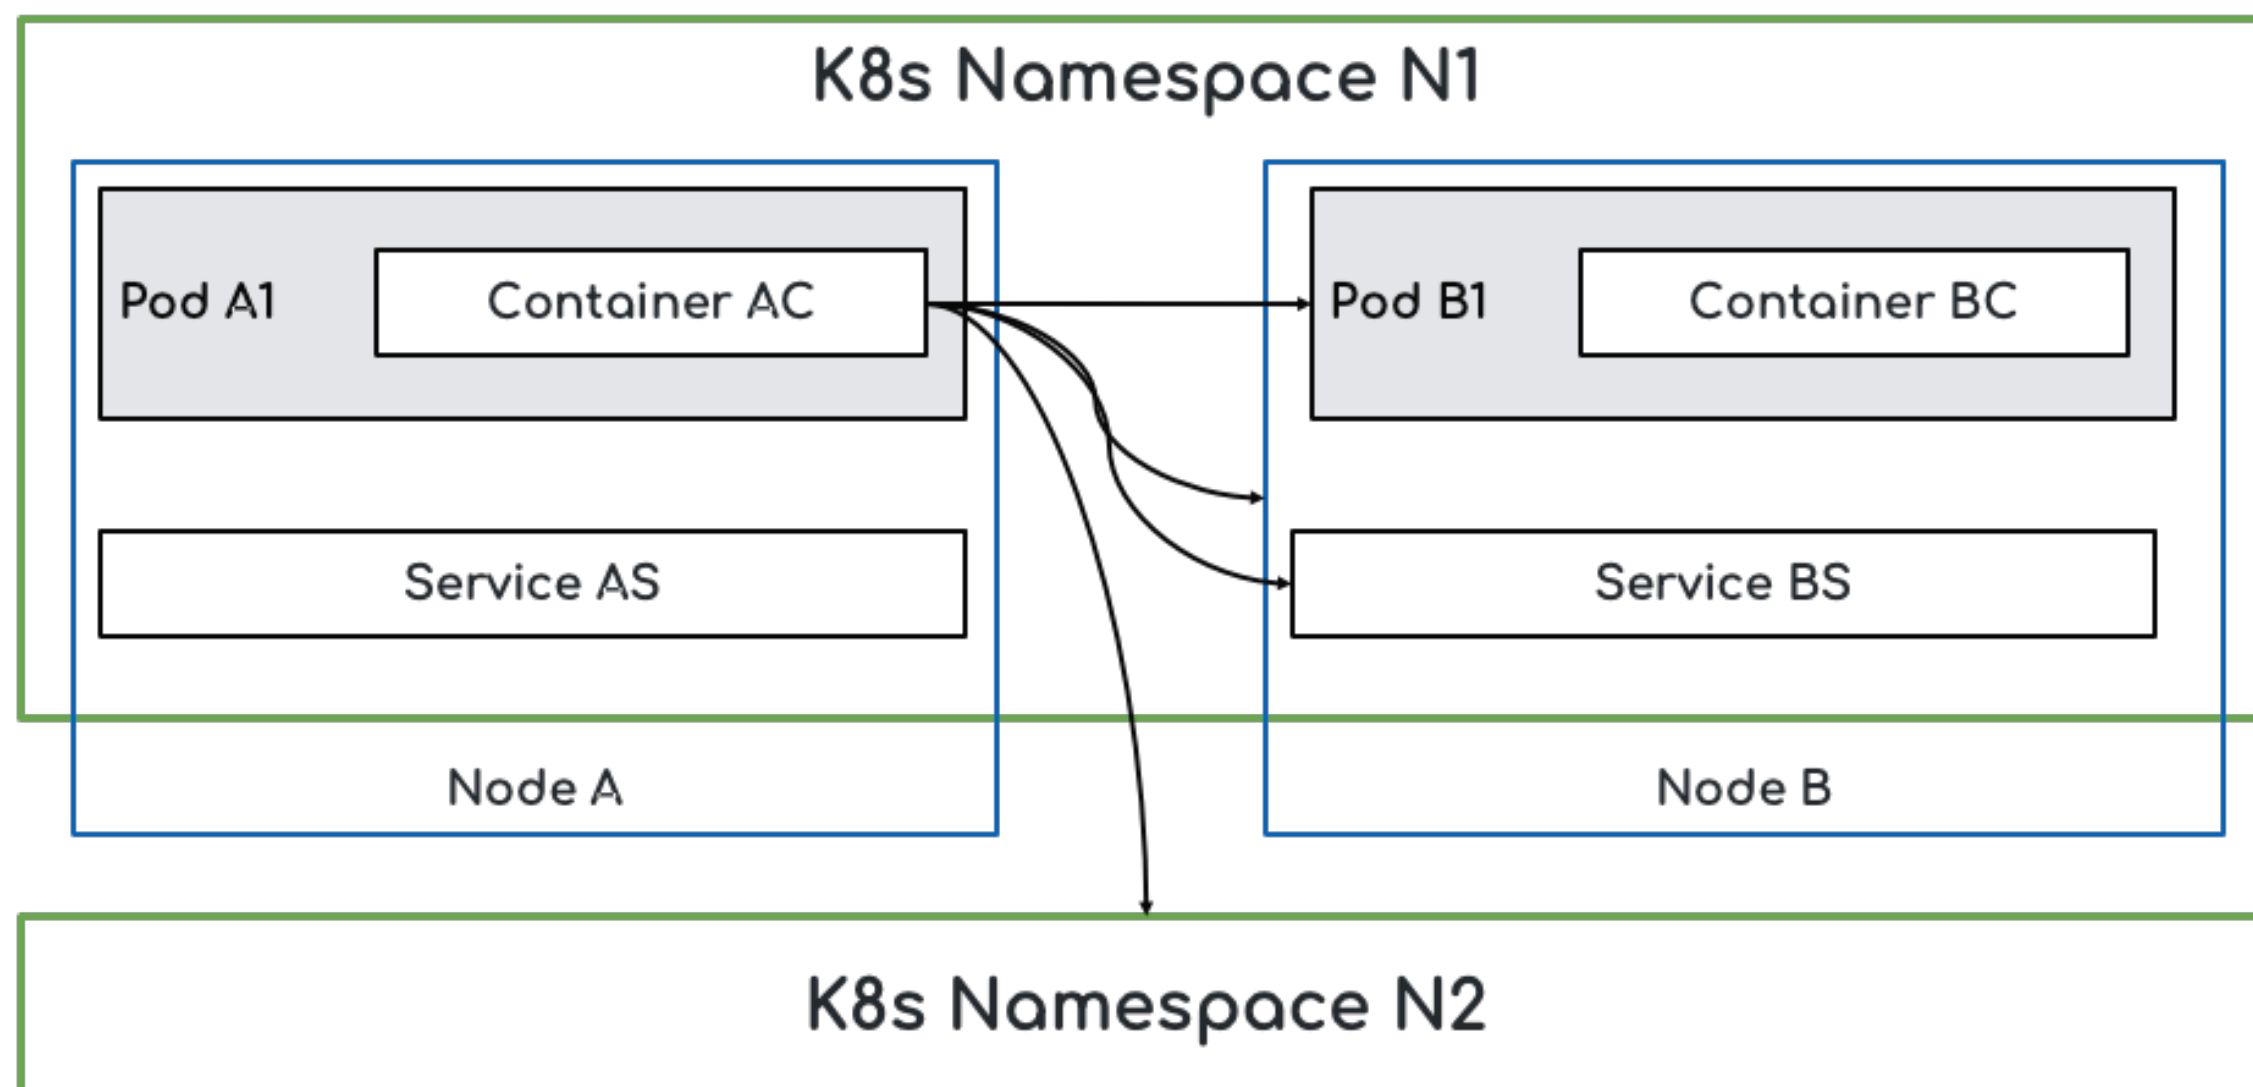 K8s Namespace N1
Pod A1
Container AC
Pod B1
Container BC
Service AS
Service BS
Node A
Node B
K8s Namespace N2